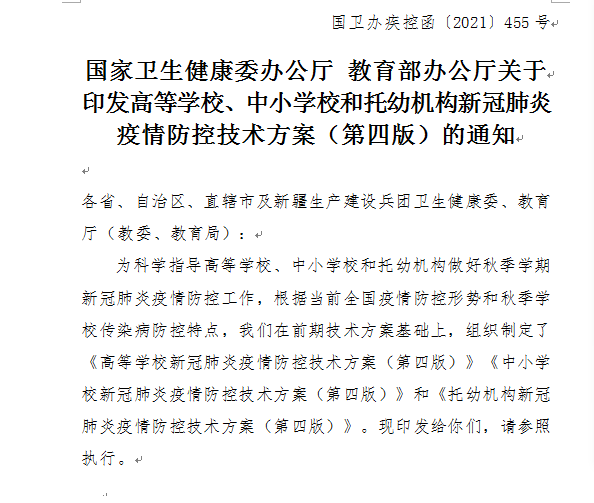 国卫办疾控函〔2021〕455 号
国家卫生健康委办公厅 教育部办公厅关于
印发高等学校、中小学校和托幼机构新冠肺炎
疫情防控技术方案（第四版）的通知
各省、自治区、直辖市及新疆生产建设兵团卫生健康委、教育
厅（教委、教育局）：
为科学指导高等学校、中小学校和托幼机构做好秋季学期
新冠肺炎疫情防控工作，根据当前全国疫情防控形势和秋季学
校传染病防控特点，我们在前期技术方案基础上，组织制定了
《高等学校新冠肺炎疫情防控技术方案（第四版）》《中小学
校新冠肺炎疫情防控技术方案（第四版）》和《托幼机构新冠
肺炎疫情防控技术方案（第四版）》。现印发给你们，请参照
执行。